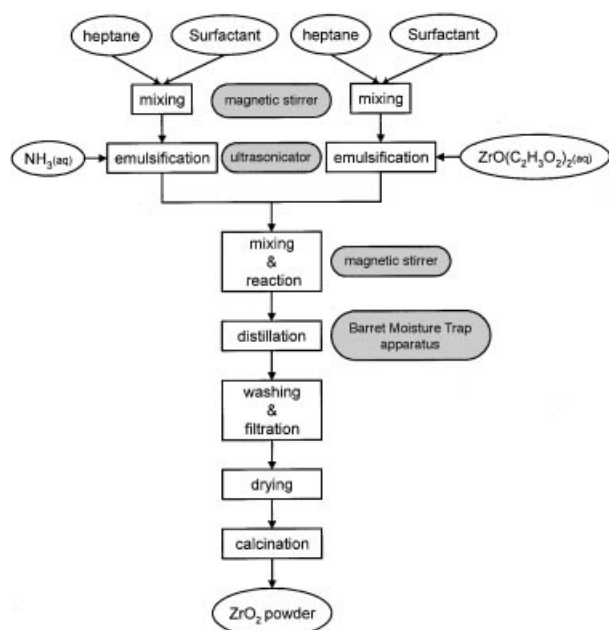 heptane
Surfactant
heptane
Surfactant
mixing
magnetic stirrer
mixing
NH₃(aq)
emulsification
ultrasonicator
emulsification
ZrO(C₂H₃O₂)₂(aq)
mixing
&
reaction
magnetic stirrer
distillation
Barret Moisture Trap
apparatus
washing
&
filtration
drying
calcination
ZrO₂ powder